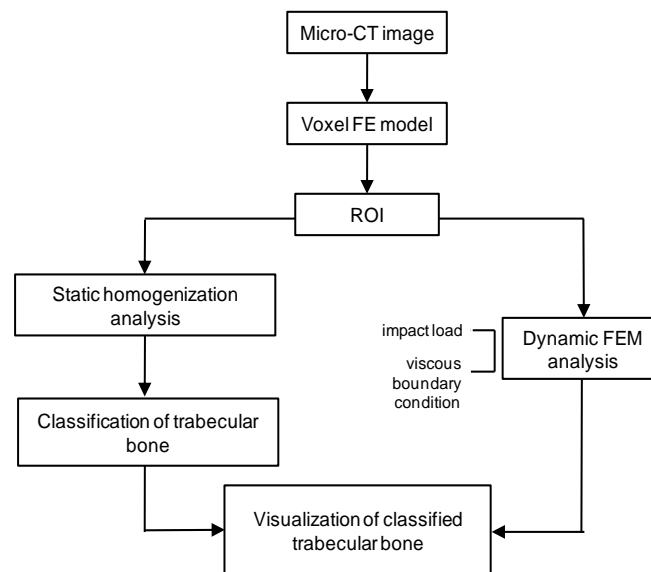 Micro-CT image
Voxel FE model
ROI
Static homogenization
analysis
impact load
viscous
boundary
condition
Dynamic FEM
analysis
Classification of trabecular
bone
Visualization of classified
trabecular bone